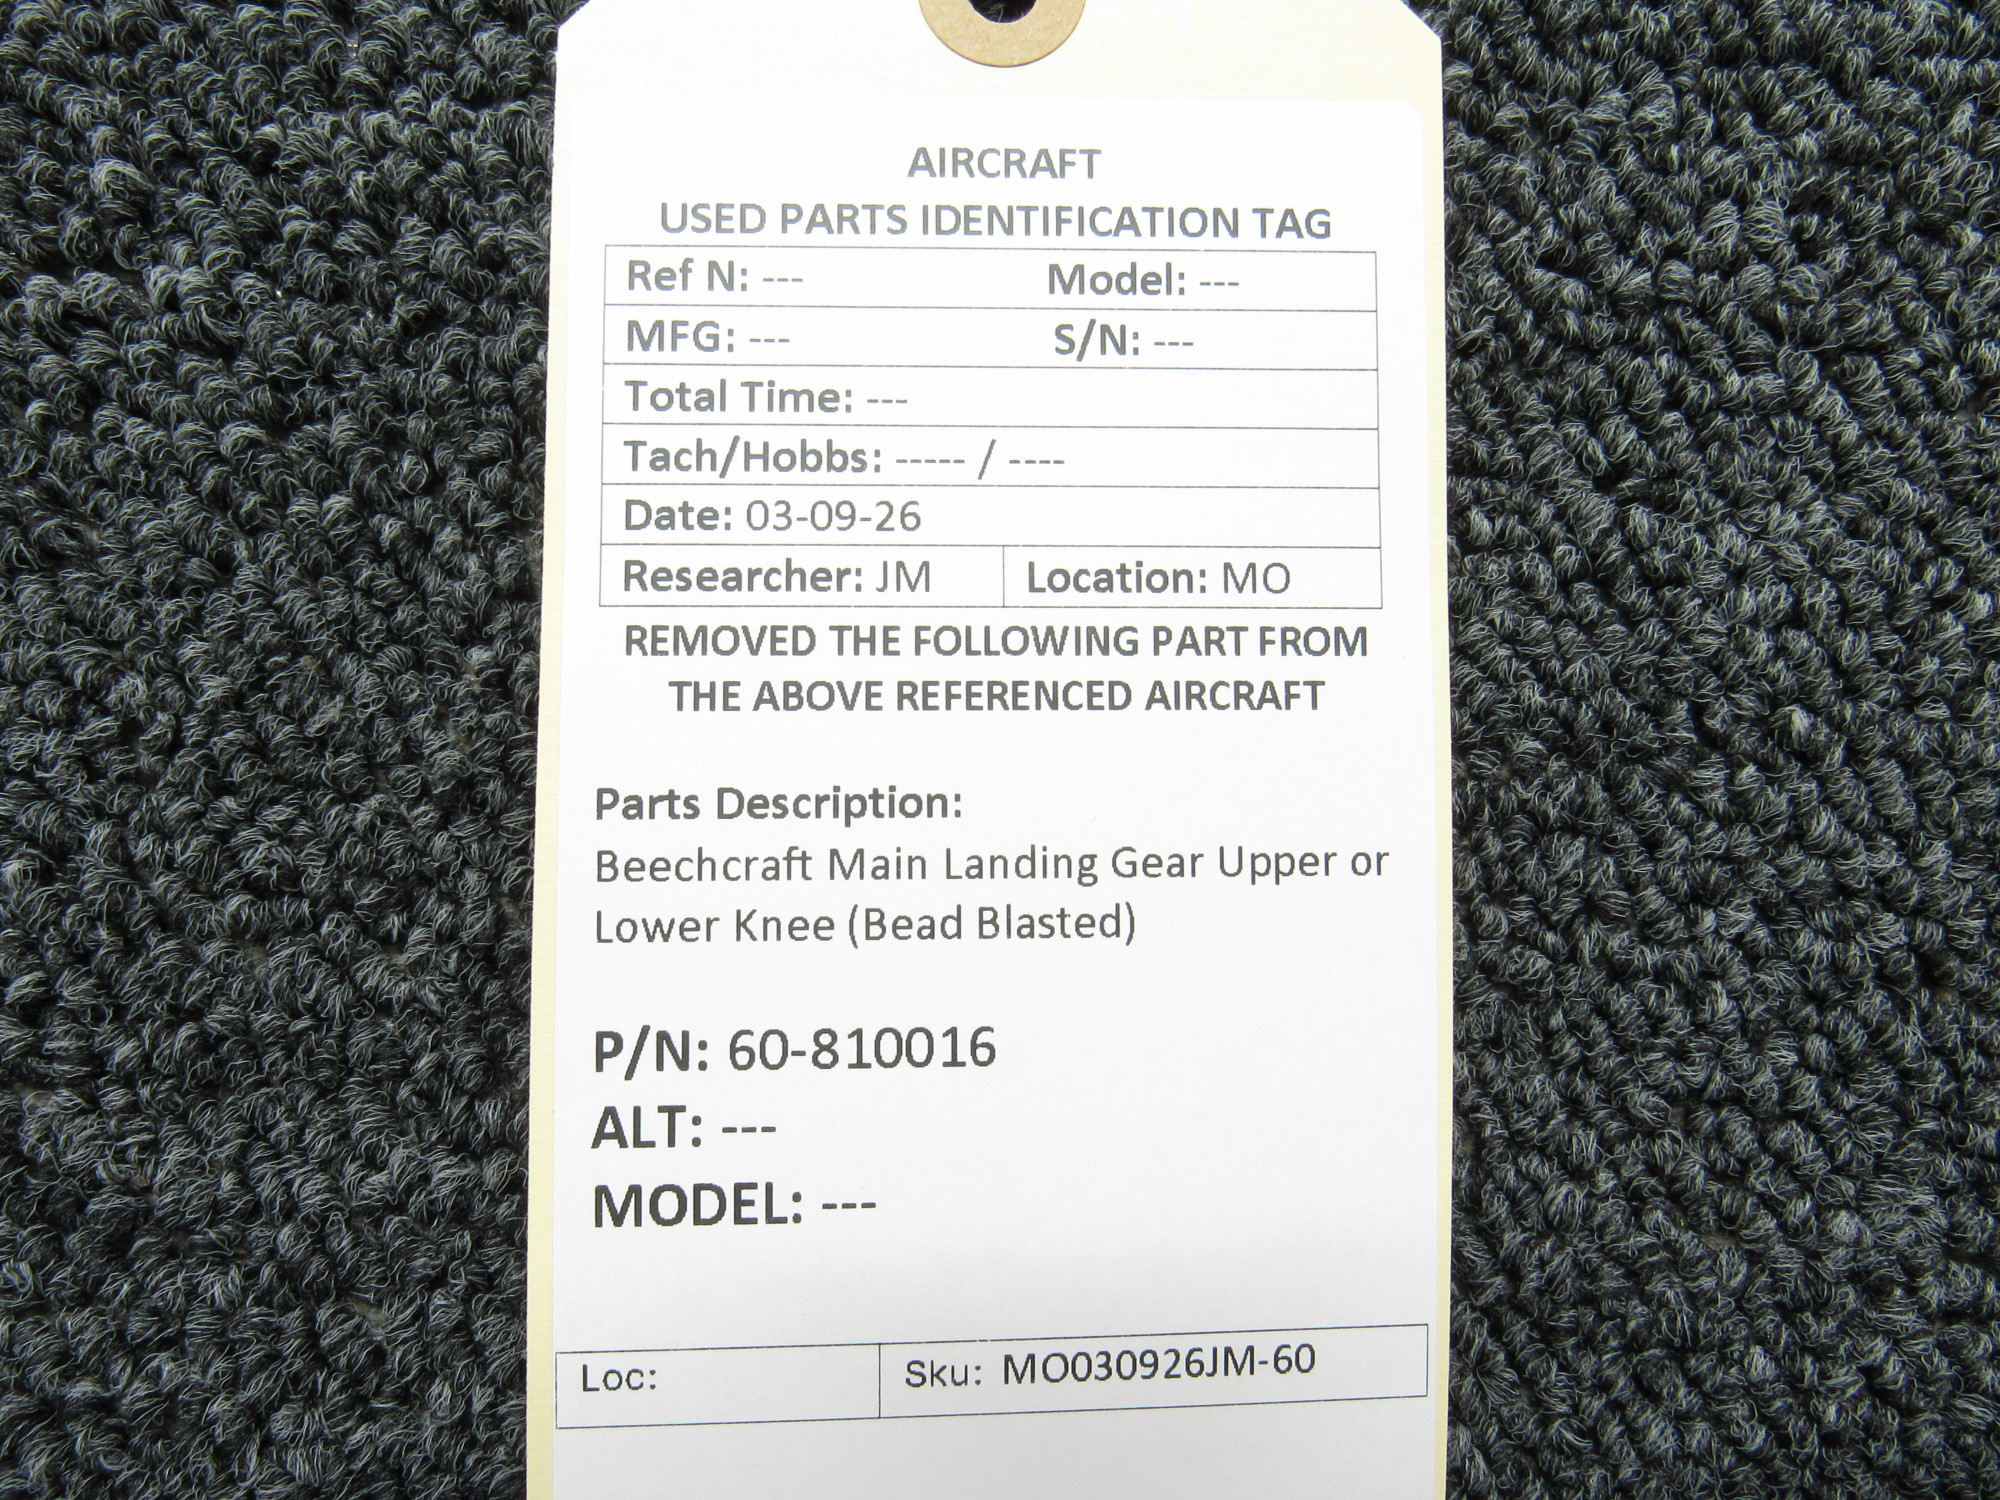 AIRCRAFT
USED PARTS IDENTIFICATION TAG
Ref N: --- Model: ---
MFG: --- S/N: ---
Total Time: ---
Tach/Hobbs: ----- / ----
Date: 03-09-26
Researcher: JM Location: MO
REMOVED THE FOLLOWING PART FROM
THE ABOVE REFERENCED AIRCRAFT
Parts Description:
Beechcraft Main Landing Gear Upper or
Lower Knee (Bead Blasted)
P/N: 60-810016
ALT: ---
MODEL: ---
Loc: Sku: MO030926JM-60